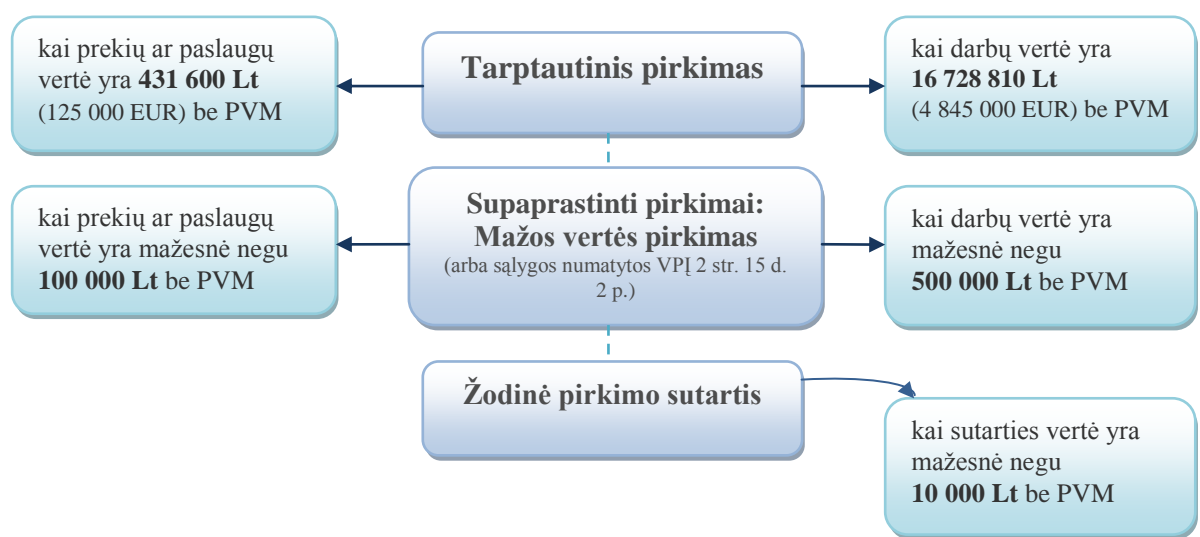 kai prekių ar paslaugų
vertė yra 431 600 Lt
(125 000 EUR) be PVM
Tarptautinis pirkimas
kai darbų vertė yra
16 728 810 Lt
(4 845 000 EUR) be PVM
kai prekių ar paslaugų
vertė yra mažesnė negu
100 000 Lt be PVM
Supaprastinti pirkimai:
Mažos vertės pirkimas
(arba sąlygos numatytos VPĮ 2 str. 15 d.
2 p.)
kai darbų vertė yra
mažesnė negu
500 000 Lt be PVM
Žodinė pirkimo sutartis
kai sutarties vertė yra
mažesnė negu
10 000 Lt be PVM